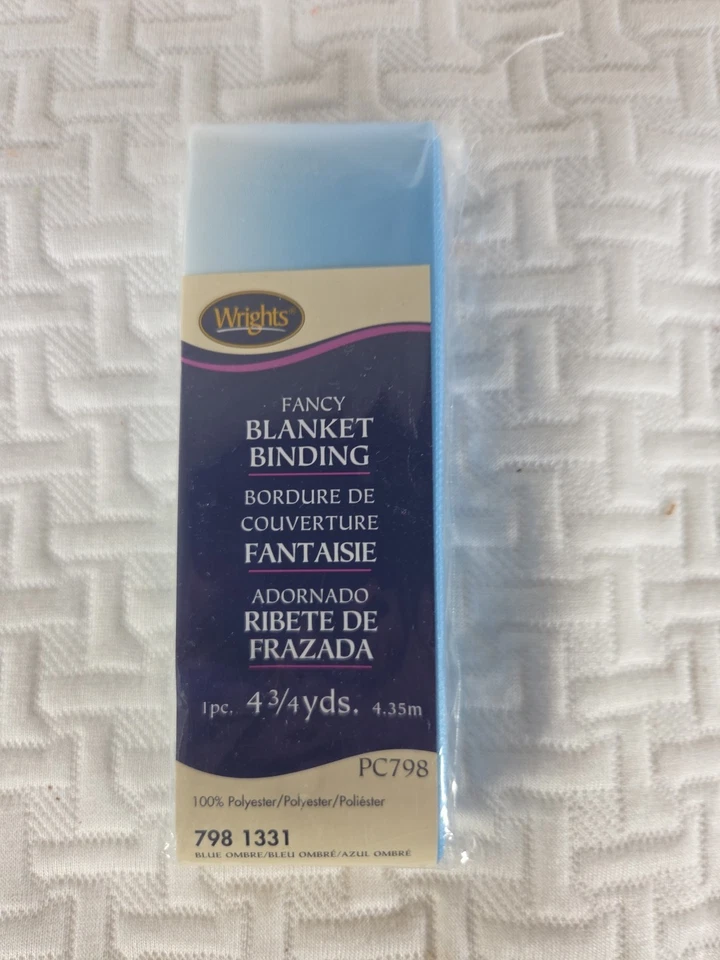 Wrights®
FANCY
BLANKET
BINDING
BORDURE DE
COUVERTURE
FANTAISIE
ADORNADO
RIBETE DE
FRAZADA
1pc. 4 3/4yds. 4.35m
PC798
100% Polyester/Polyester/Poliéster
798 1331
BLUE OMBRE/BLEU OMBRÉ/AZUL OMBRÉ